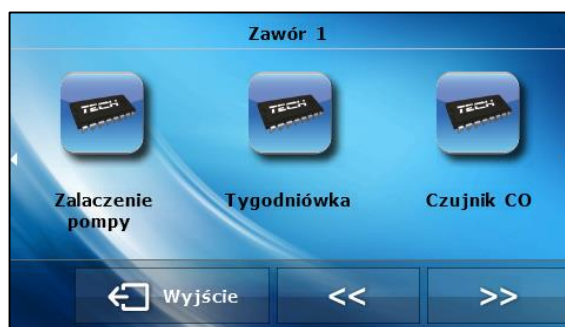 Zawór 1
TECH TECH TECH
Zalaczenie Tygodniówka Czujnik CO
pompy
Wyjście << >>